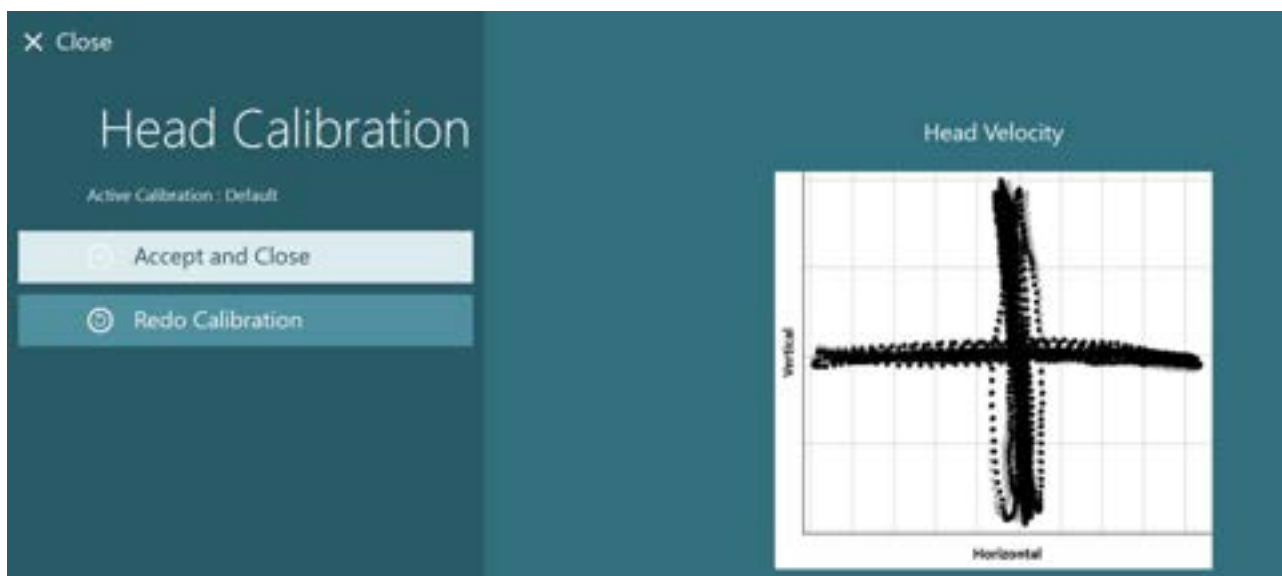 Close
Head Calibration
Active Calibration : Default
Accept and Close
Redo Calibration
Head Velocity
Vertical
Horizontal